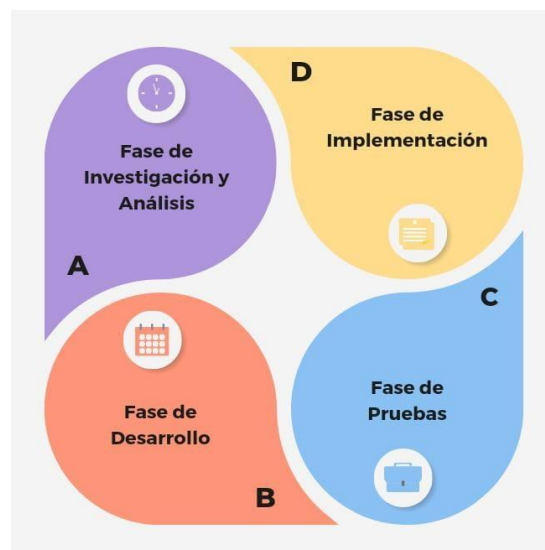 Fase de
Investigación y
Análisis
A
Fase de
Desarrollo
B
Fase de
Pruebas
C
D
Fase de
Implementación